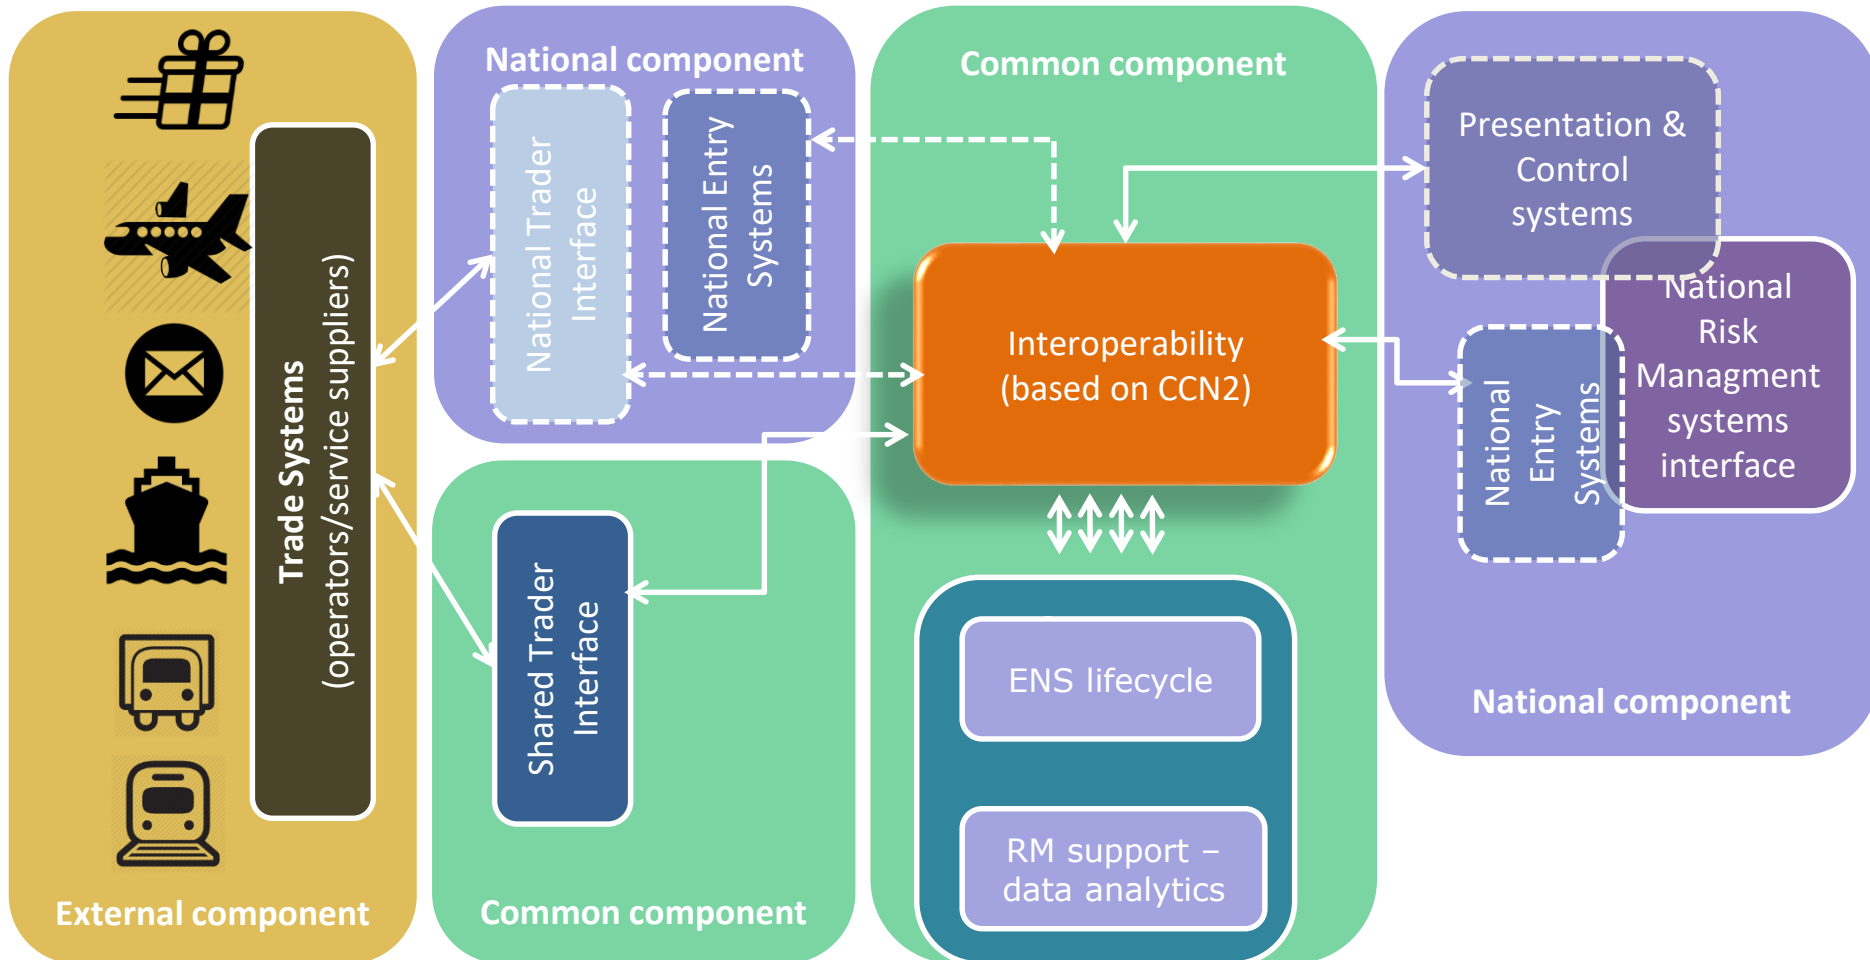 Trade Systems
(operators/service suppliers)
External component
National component
National Trader
Interface
National Entry
Systems
Shared Trader
Interface
Common component
Common component
Interoperability
(based on CCN2)
ENS lifecycle
RM support –
data analytics
Presentation &
Control
systems
National
Risk
Managment
systems
interface
National
Entry
Systems
National component